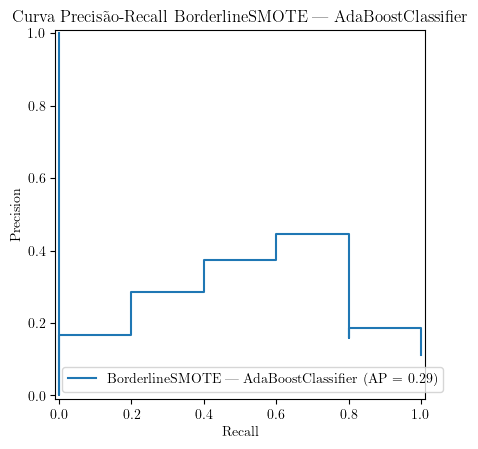 Curva Precisão-Recall BorderlineSMOTE — AdaBoostClassifier
1.0
0.8
0.6
0.4
0.2
0.0
Precision
BorderlineSMOTE — AdaBoostClassifier (AP = 0.29)
0.0 0.2 0.4 0.6 0.8 1.0
Recall